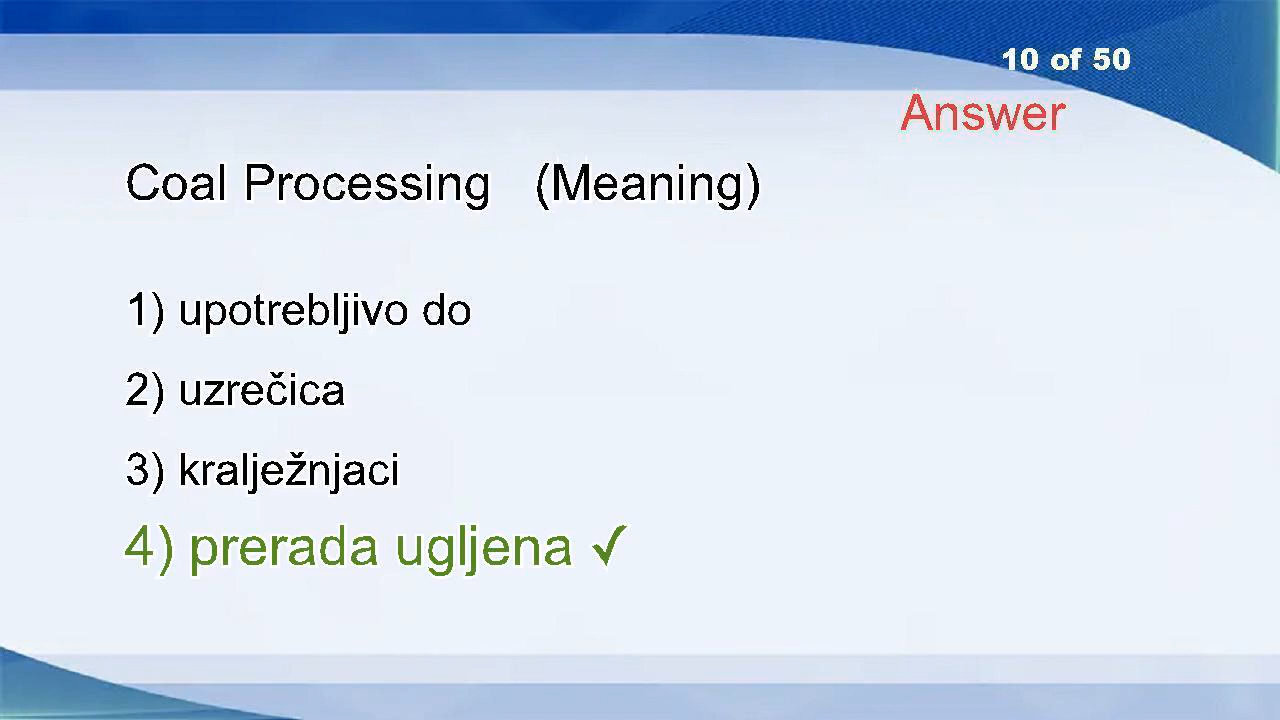 10 of 50
Answer
Coal Processing (Meaning)
1) upotrebljivo do
2) uzrečica
3) kralježnjaci
4) prerada ugljena ✓